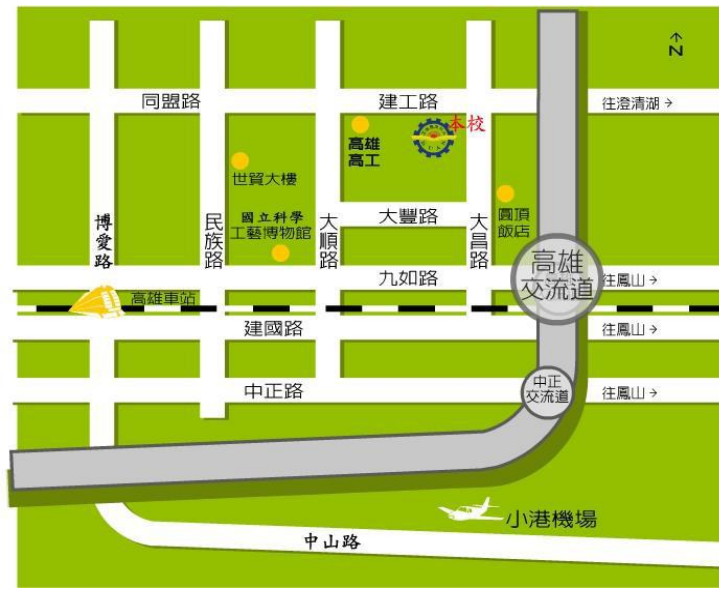 N
同盟路
建工路
往澄清湖→
本校
高雄
高工
世貿大樓
博愛路
民族路
國立科學
工藝博物館
大順路
大豐路
大昌路
圓頂
飯店
九如路
高雄
交流道
往鳳山→
高雄車站
建國路
往鳳山→
中正路
中正
交流道
往鳳山→
小港機場
中山路